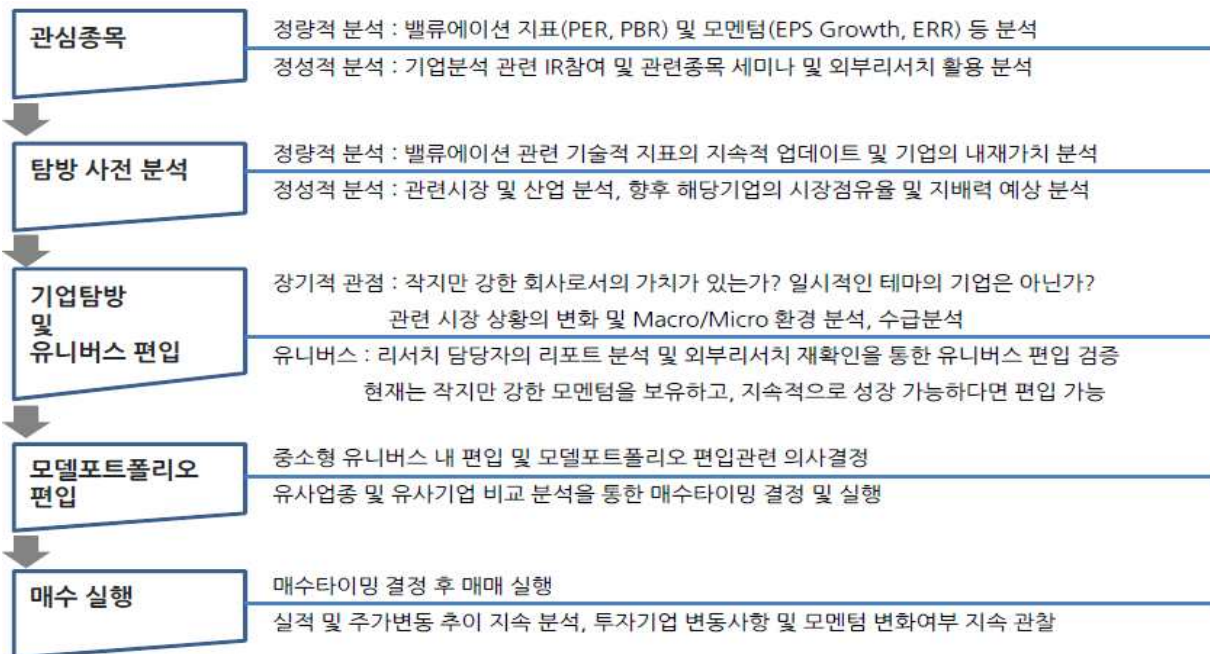 관심종목
정량적 분석 : 밸류에이션 지표(PER, PBR) 및 모멘텀(EPS Growth, ERR) 등 분석
정성적 분석 : 기업분석 관련 IR참여 및 관련종목 세미나 및 외부리서치 활용 분석
탐방 사전 분석
정량적 분석 : 밸류에이션 관련 기술적 지표의 지속적 업데이트 및 기업의 내재가치 분석
정성적 분석 : 관련시장 및 산업 분석, 향후 해당기업의 시장점유율 및 지배력 예상 분석
기업탐방
및
유니버스 편입
장기적 관점 : 작지만 강한 회사로서의 가치가 있는가? 일시적인 테마의 기업은 아닌가?
관련 시장 상황의 변화 및 Macro/Micro 환경 분석, 수급분석
유니버스 : 리서치 담당자의 리포트 분석 및 외부리서치 재확인을 통한 유니버스 편입 검증
현재는 작지만 강한 모멘텀을 보유하고, 지속적으로 성장 가능하다면 편입 가능
모델포트폴리오
편입
중소형 유니버스 내 편입 및 모델포트폴리오 편입관련 의사결정
유사업종 및 유사기업 비교 분석을 통한 매수타이밍 결정 및 실행
매수 실행
매수타이밍 결정 후 매매 실행
실적 및 주가변동 추이 지속 분석, 투자기업 변동사항 및 모멘텀 변화여부 지속 관찰